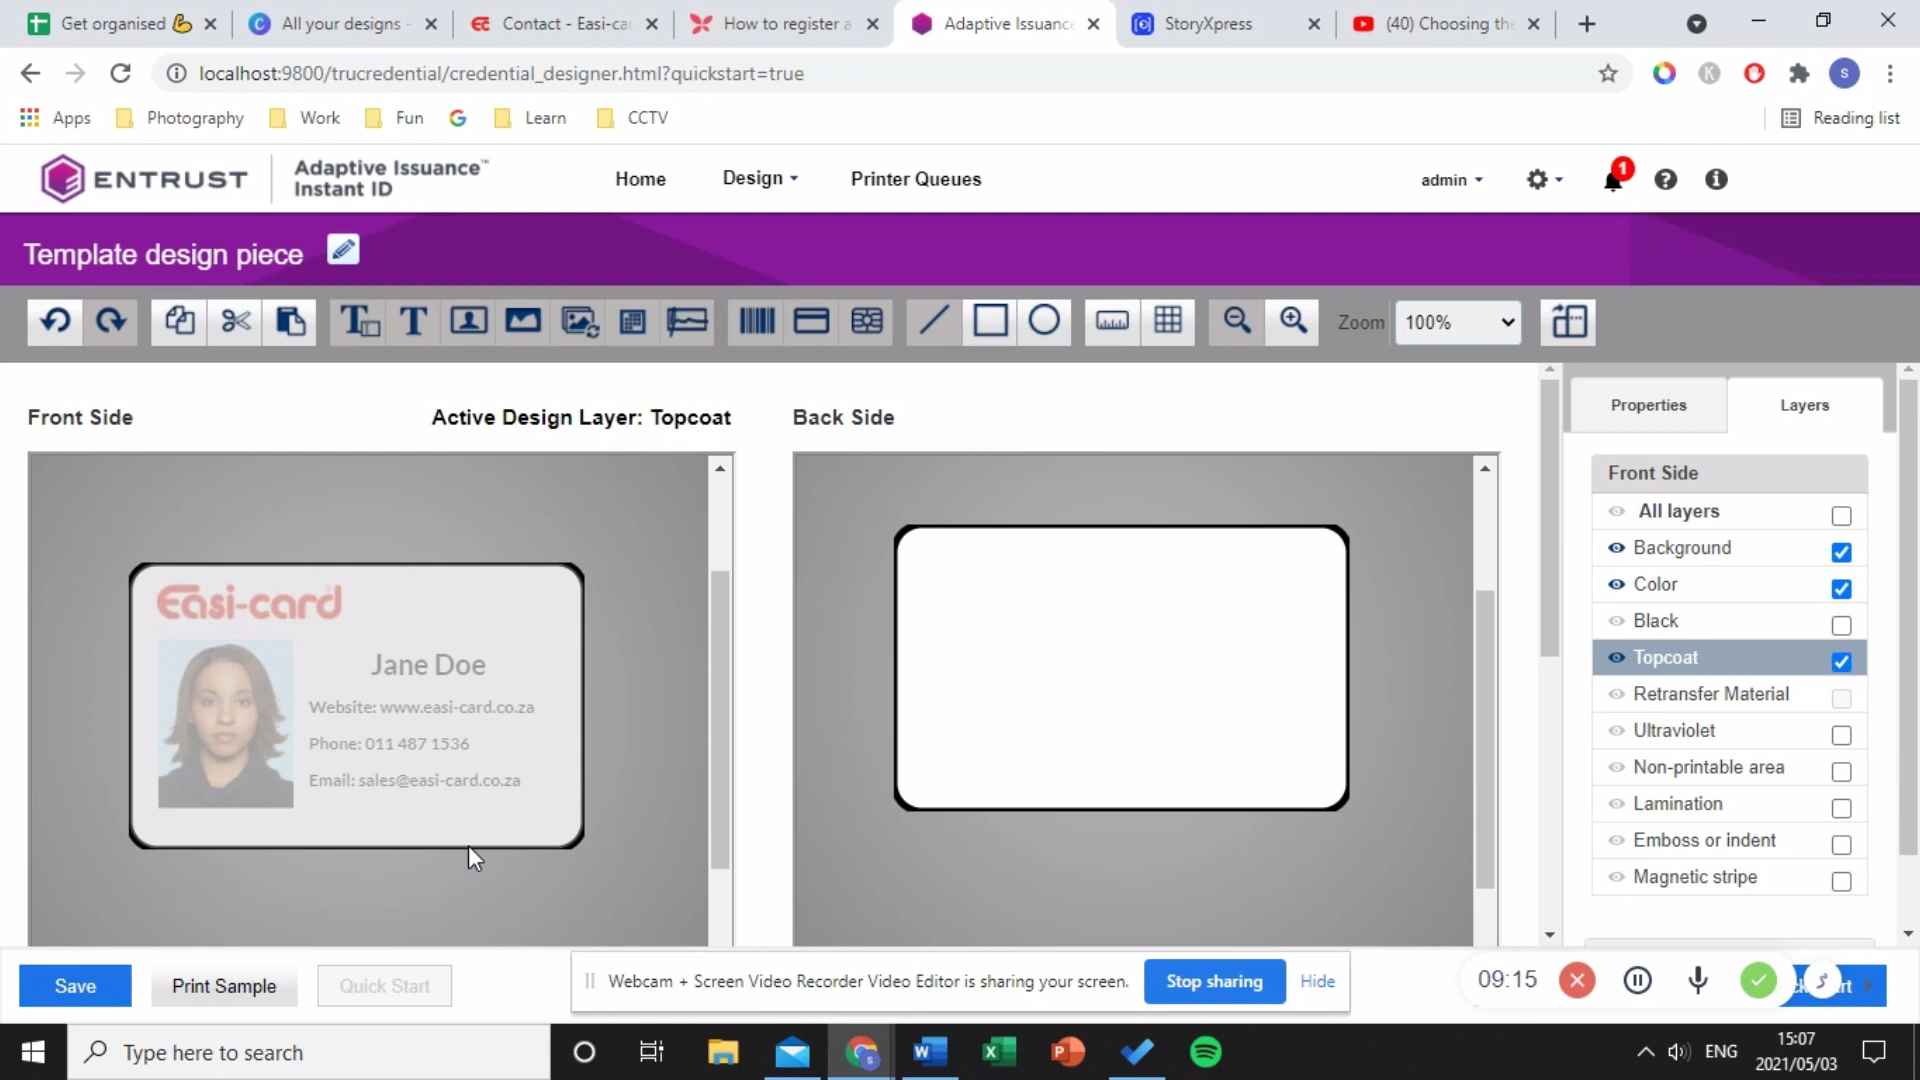 Get organised
All your designs -
Contact - Easi-car
How to register a
Adaptive Issuance
StoryXpress
(40) Choosing the
localhost:9800/trucredential/credential_designer.html?quickstart=true
K
s
Apps
Photography
Work
Fun
Learn
CCTV
Reading list
ENTRUST
Adaptive Issuance™
Instant ID
Home
Design
Printer Queues
admin
1
Template design piece
Zoom
100%
Front Side
Active Design Layer: Topcoat
Back Side
Easi-card
Jane Doe
Website: www.easi-card.co.za
Phone: 011 487 1536
Email: sales@easi-card.co.za
Properties
Layers
Front Side
All layers
Background
Color
Black
Topcoat
Retransfer Material
Ultraviolet
Non-printable area
Lamination
Emboss or indent
Magnetic stripe
Save
Print Sample
Quick Start
Webcam + Screen Video Recorder Video Editor is sharing your screen.
Stop sharing
Hide
09:15
Type here to search
ENG
15:07
2021/05/03